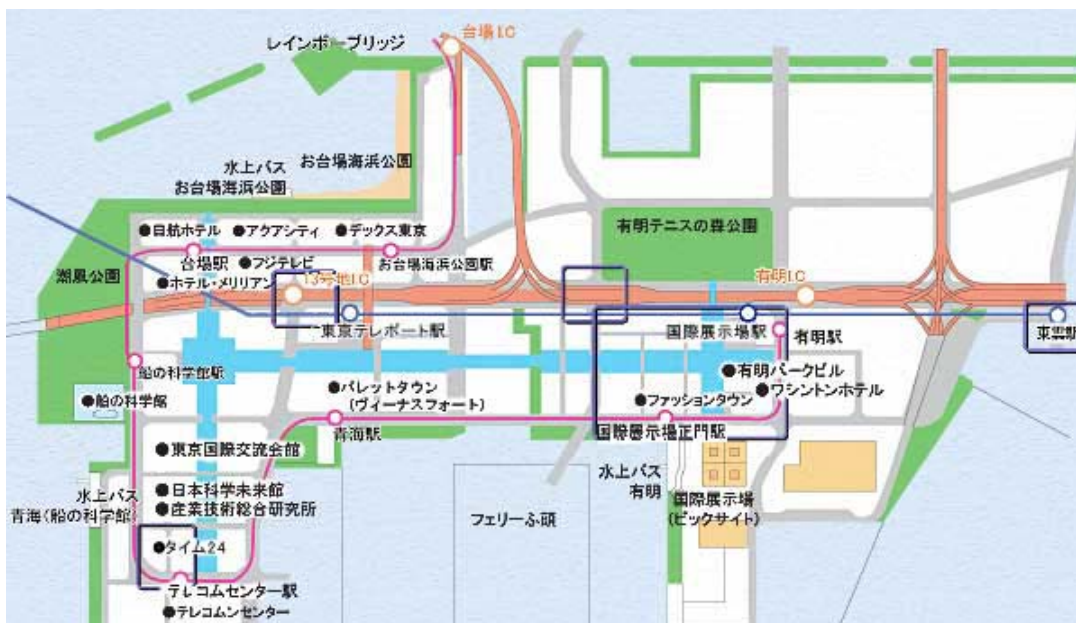 台場I.C
レインボーブリッジ
お台場海浜公園
水上バス
お台場海浜公園
有明テニスの森公園
●日航ホテル ●アクアシティ ●デックス東京
台場駅 ●フジテレビ お台場海浜公園駅
潮風公園
●ホテル・メリリアン 13号地I.C 有明I.C
東京テレポート駅 国際展示場駅 有明駅 東雲駅
船の科学館駅
●船の科学館
●パレットタウン
(ヴィーナスフォート)
●有明パークビル
●ワシントンホテル
●ファッションタウン
青海駅 国際展示場正門駅
●東京国際交流会館
水上バス
有明
国際展示場
(ビックサイト)
●日本科学未来館
●産業技術総合研究所
水上バス
青海(船の科学館)
フェリーふ頭
●タイム24
テレコムセンター駅
●テレコムンセンター